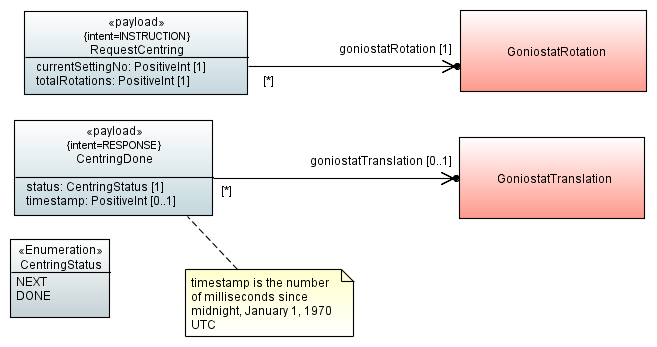 «payload»
{intent=INSTRUCTION}
RequestCentring
currentSettingNo: PositiveInt [1]
totalRotations: PositiveInt [1]
goniostatRotation [1]
[*]
GoniostatRotation
«payload»
{intent=RESPONSE}
CentringDone
status: CentringStatus [1]
timestamp: PositiveInt [0..1]
goniostatTranslation [0..1]
[*]
GoniostatTranslation
«Enumeration»
CentringStatus
NEXT
DONE
timestamp is the number
of milliseconds since
midnight, January 1, 1970
UTC